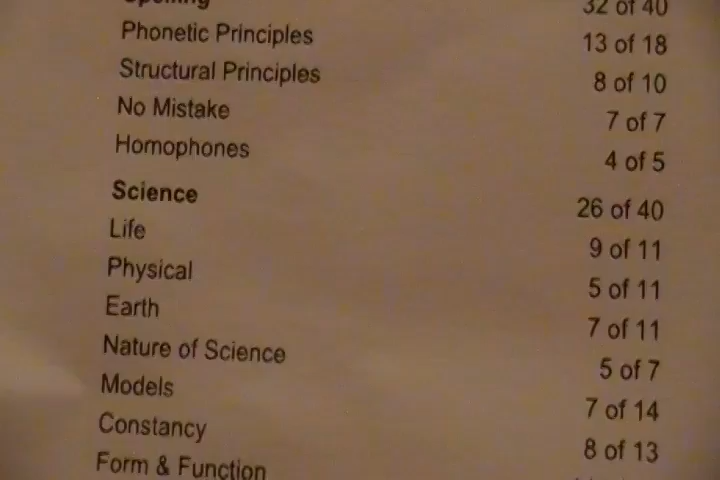 Spelling 32 of 40
Phonetic Principles 13 of 18
Structural Principles 8 of 10
No Mistake 7 of 7
Homophones 4 of 5
Science 26 of 40
Life 9 of 11
Physical 5 of 11
Earth 7 of 11
Nature of Science 5 of 7
Models 7 of 14
Constancy 8 of 13
Form & Function